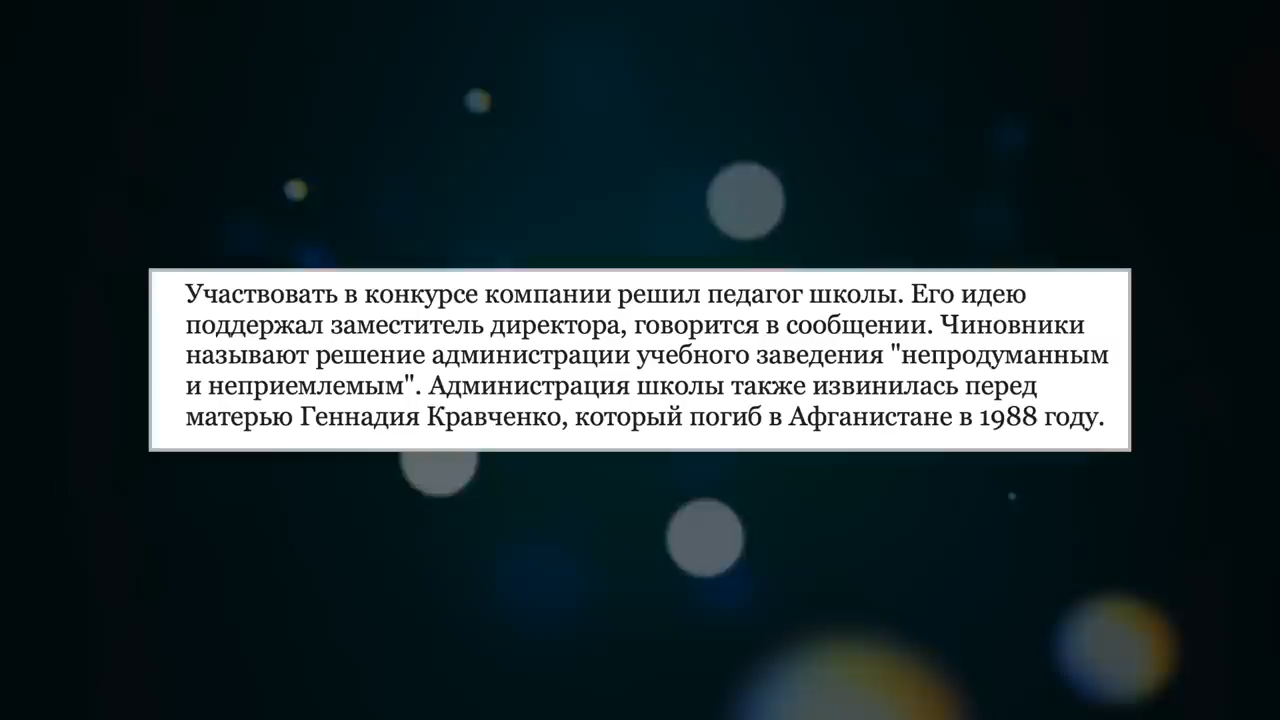 Участвовать в конкурсе компании решил педагог школы. Его идею
поддержал заместитель директора, говорится в сообщении. Чиновники
называют решение администрации учебного заведения "непродуманным
и неприемлемым". Администрация школы также извинилась перед
матерью Геннадия Кравченко, который погиб в Афганистане в 1988 году.